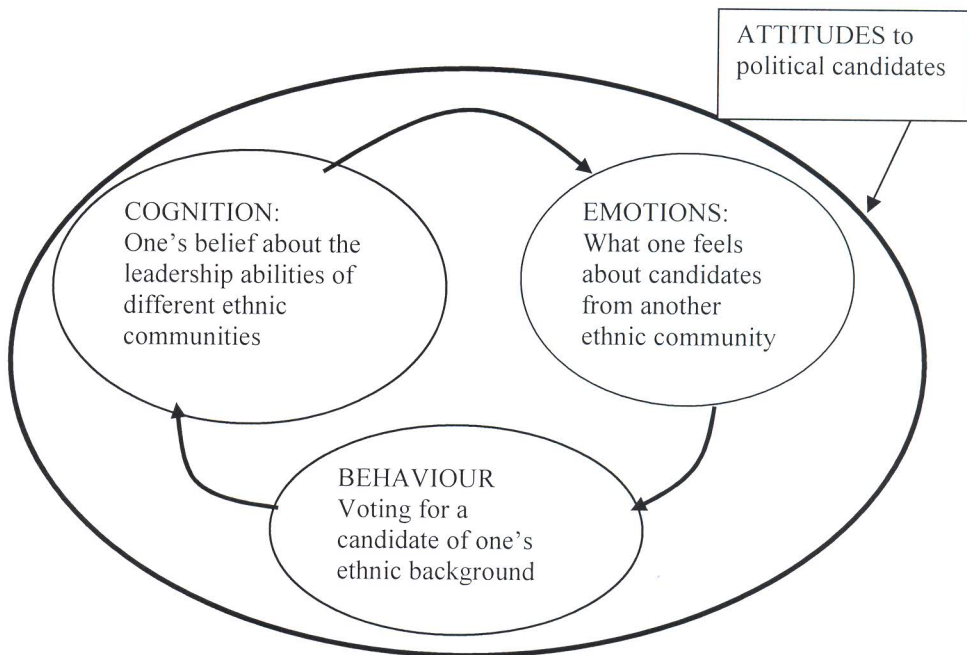 ATTITUDES to
political candidates
COGNITION:
One's belief about the
leadership abilities of
different ethnic
communities
EMOTIONS:
What one feels
about candidates
from another
ethnic community
BEHAVIOUR
Voting for a
candidate of one's
ethnic background